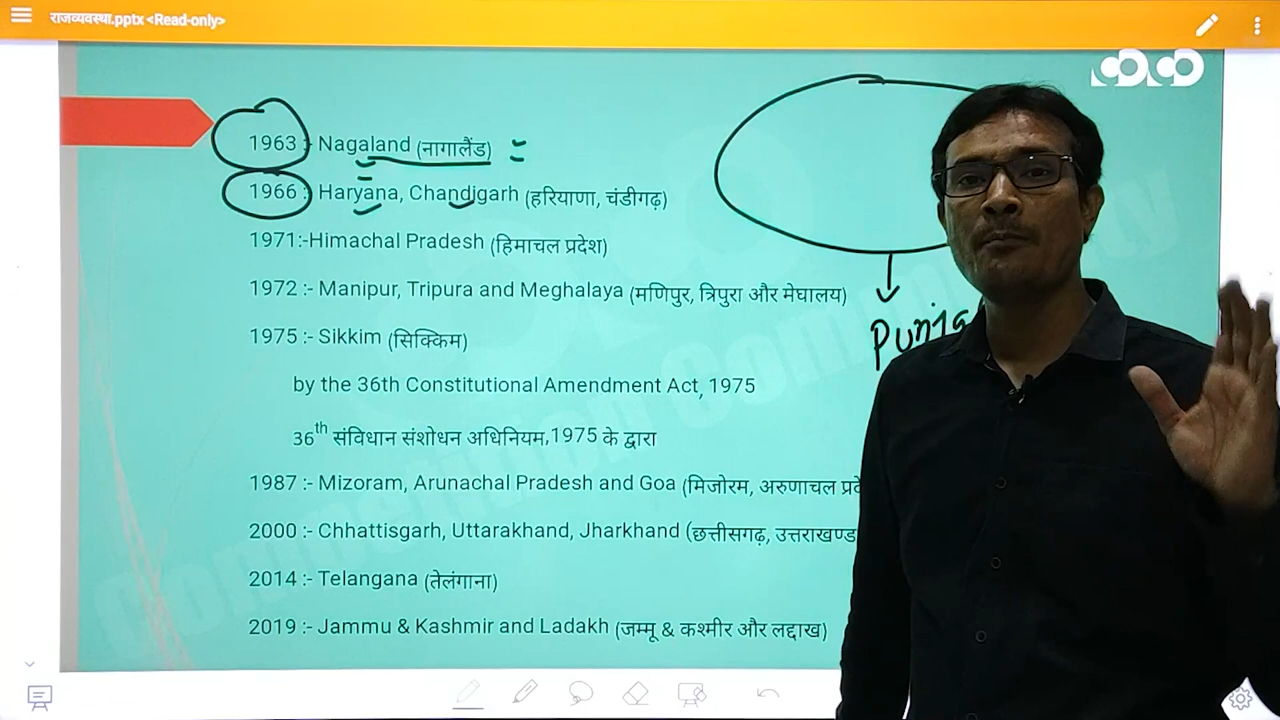 राजव्यवस्था.pptx <Read-only>
1963 :- Nagaland (नागालैंड)
1966 :- Haryana, Chandigarh (हरियाणा, चंडीगढ़)
1971:-Himachal Pradesh (हिमाचल प्रदेश)
1972 :- Manipur, Tripura and Meghalaya (मणिपुर, त्रिपुरा और मेघालय)
1975 :- Sikkim (सिक्किम)
by the 36th Constitutional Amendment Act, 1975
36th संविधान संशोधन अधिनियम,1975 के द्वारा
1987 :- Mizoram, Arunachal Pradesh and Goa (मिजोरम, अरुणाचल
2000 :- Chhattisgarh, Uttarakhand, Jharkhand (छत्तीसगढ़, उत्तराखण्ड
2014 :- Telangana (तेलंगाना)
2019 :- Jammu & Kashmir and Ladakh (जम्मू & कश्मीर और लद्दाख)